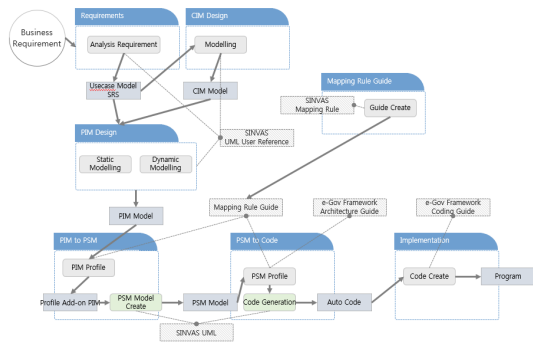 Requirements
CIM Design
Business
Requirement
Analysis Requirement
Modelling
Mapping Rule Guide
Usecase Model
SRS
CIM Model
SINVAS
Mapping Rule
Guide Create
PIM Design
SINVAS
UML User Reference
Static
Modelling
Dynamic
Modelling
PIM Model
Mapping Rule Guide
e-Gov Framework
Architecture Guide
e-Gov Framework
Coding Guide
PIM to PSM
PSM to Code
Implementation
PIM Profile
PSM Profile
Code Create
Program
Profile Add-on PIM
PSM Model
Create
PSM Model
Code Generation
Auto Code
SINVAS UML